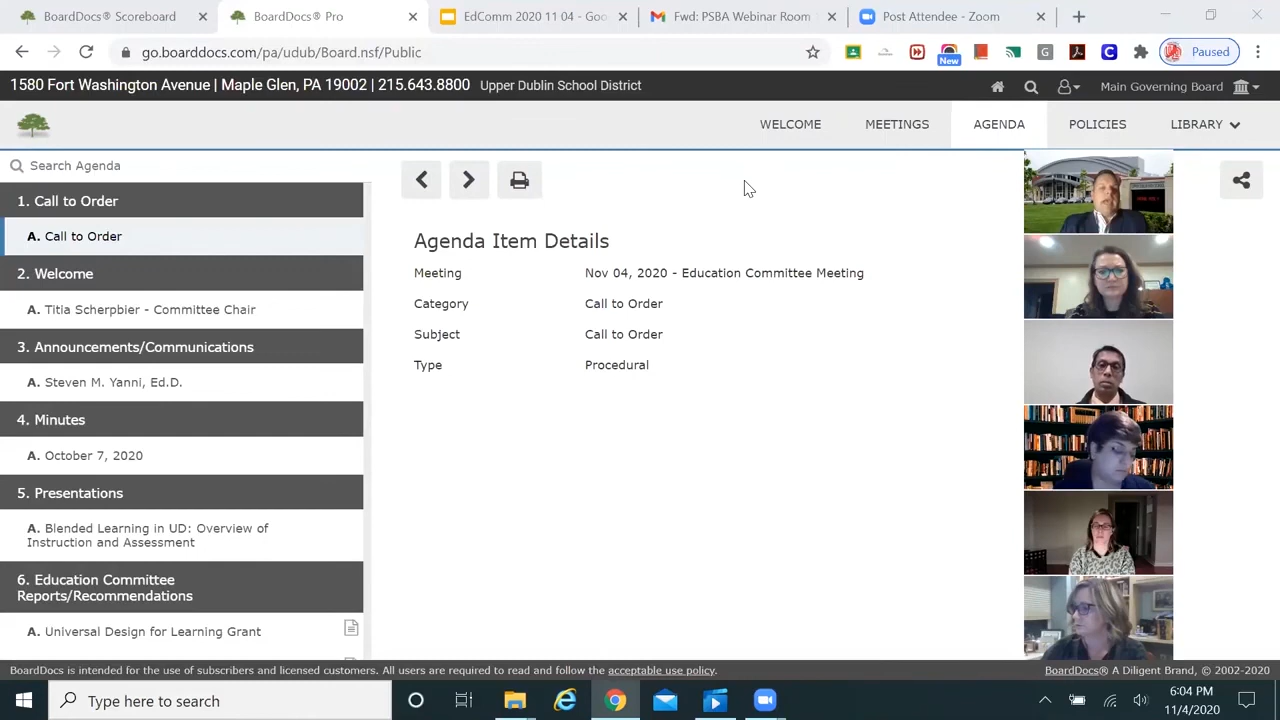 BoardDocs® Scoreboard
BoardDocs® Pro
EdComm 2020 11 04 - Goo
Fwd: PSBA Webinar Room 1
Post Attendee - Zoom
go.boarddocs.com/pa/udub/Board.nsf/Public
New
Paused
1580 Fort Washington Avenue | Maple Glen, PA 19002 | 215.643.8800 Upper Dublin School District
Main Governing Board
WELCOME
MEETINGS
AGENDA
POLICIES
LIBRARY
Search Agenda
1. Call to Order
A. Call to Order
2. Welcome
A. Titia Scherpbier - Committee Chair
3. Announcements/Communications
A. Steven M. Yanni, Ed.D.
4. Minutes
A. October 7, 2020
5. Presentations
A. Blended Learning in UD: Overview of
Instruction and Assessment
6. Education Committee
Reports/Recommendations
A. Universal Design for Learning Grant
Agenda Item Details
Meeting Nov 04, 2020 - Education Committee Meeting
Category Call to Order
Subject Call to Order
Type Procedural
BoardDocs is intended for the use of subscribers and licensed customers. All users are required to read and follow the acceptable use policy.
BoardDocs® A Diligent Brand, © 2002-2020
Type here to search
6:04 PM
11/4/2020